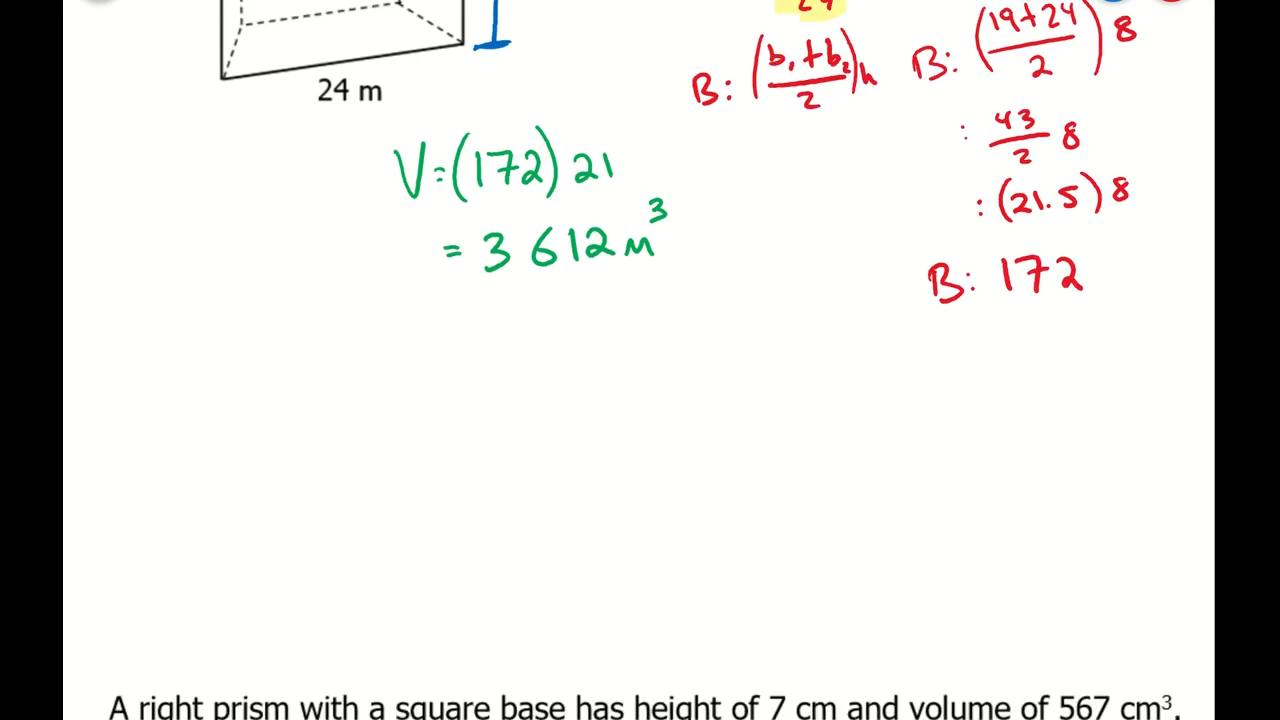 24 m
B: (b₁ + b₂ / 2) h
B: (19 + 24 / 2) 8
: 43 / 2 8
: (21.5) 8
B: 172
V = (172) 21
= 3 612 m³
A right prism with a square base has height of 7 cm and volume of 567 cm³.